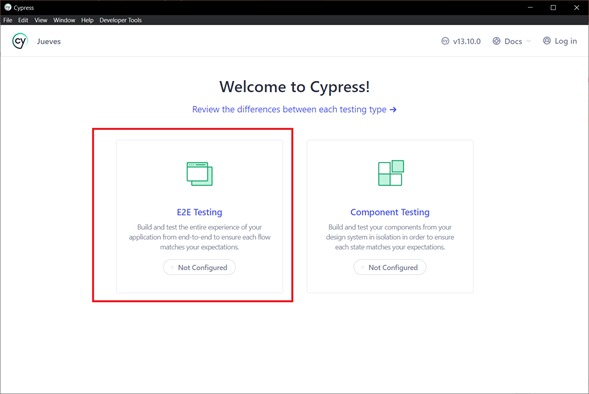 Cypress
File Edit View Window Help Developer Tools
cy Jueves v13.10.0 Docs Log in
Welcome to Cypress!
Review the differences between each testing type →
E2E Testing
Build and test the entire experience of your
application from end-to-end to ensure each flow
matches your expectations.
Not Configured
Component Testing
Build and test your components from your
design system in isolation in order to ensure
each state matches your expectations.
Not Configured